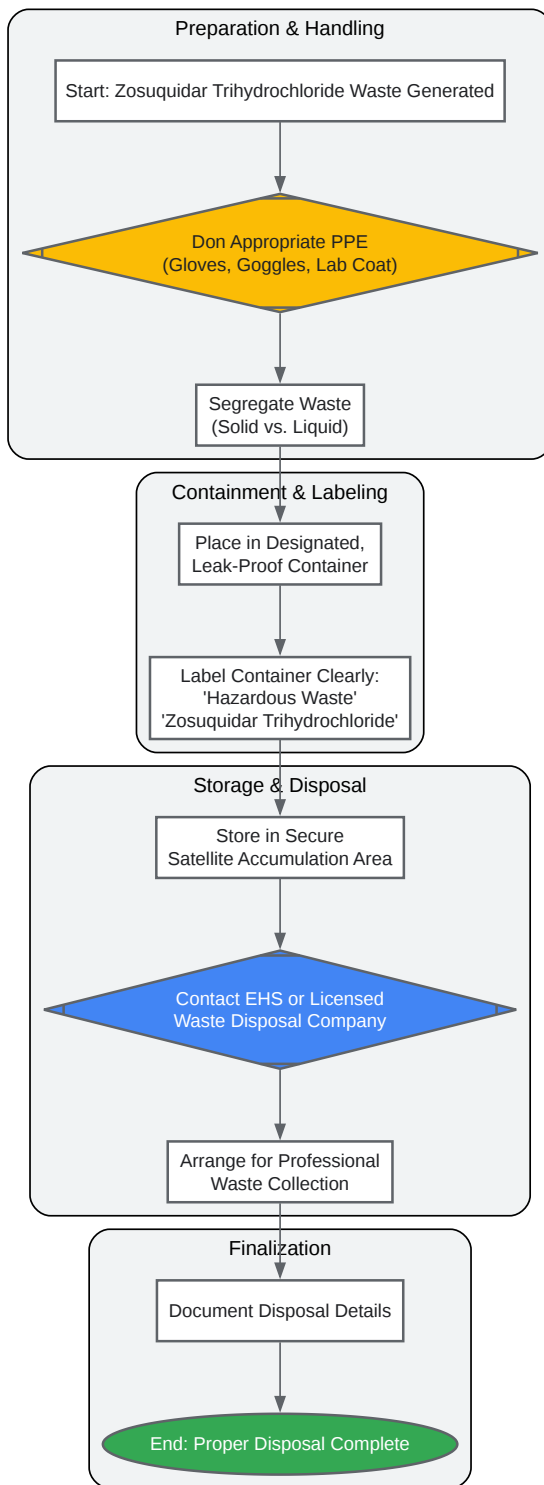 Preparation & Handling
Start: Zosuquidar Trihydrochloride Waste Generated
Don Appropriate PPE
(Gloves, Goggles, Lab Coat)
Segregate Waste
(Solid vs. Liquid)
Containment & Labeling
Place in Designated,
Leak-Proof Container
Label Container Clearly:
'Hazardous Waste'
'Zosuquidar Trihydrochloride'
Storage & Disposal
Store in Secure
Satellite Accumulation Area
Contact EHS or Licensed
Waste Disposal Company
Arrange for Professional
Waste Collection
Finalization
Document Disposal Details
End: Proper Disposal Complete